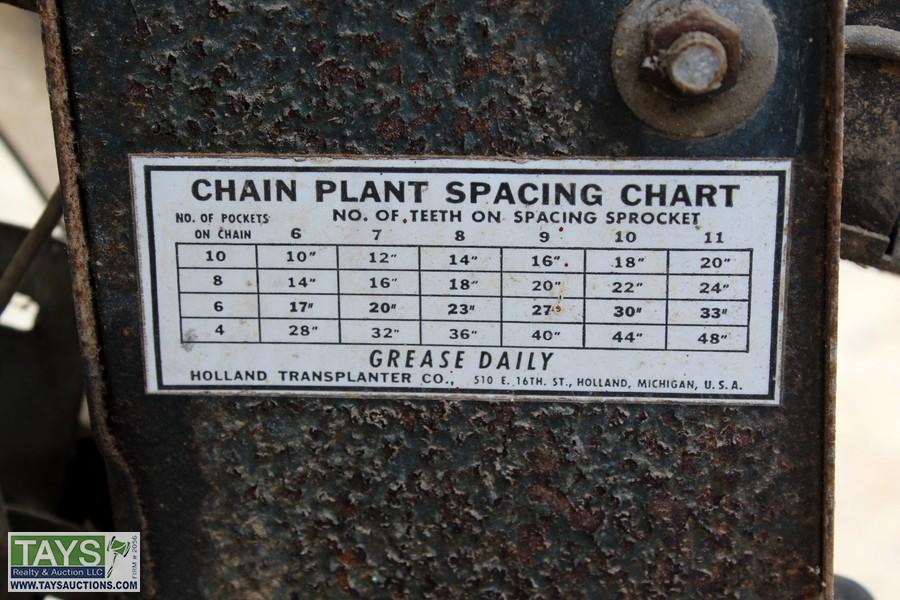 CHAIN PLANT SPACING CHART
NO. OF POCKETS NO. OF TEETH ON SPACING SPROCKET
ON CHAIN 6 7 8 9 10 11
10 10" 12" 14" 16" 18" 20"
8 14" 16" 18" 20" 22" 24"
6 17" 20" 23" 27" 30" 33"
4 28" 32" 36" 40" 44" 48"
GREASE DAILY
HOLLAND TRANSPLANTER CO., 510 E. 16TH. ST., HOLLAND, MICHIGAN, U.S.A.
TAYS
Realty & Auction LLC
FIRM # 2056
WWW.TAYSAUCTIONS.COM